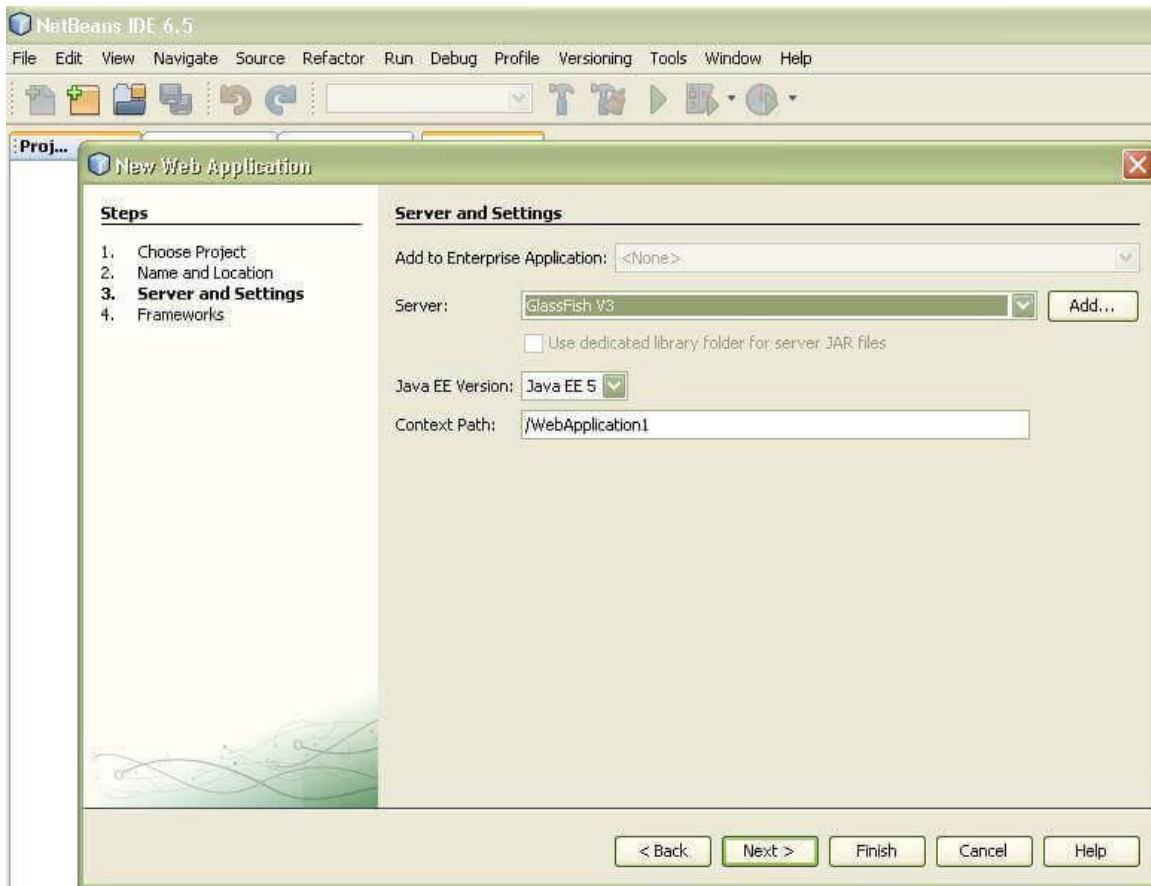 NetBeans IDE 6.5
File Edit View Navigate Source Refactor Run Debug Profile Versioning Tools Window Help
Proj...
New Web Application
Steps
1. Choose Project
2. Name and Location
3. Server and Settings
4. Frameworks
Server and Settings
Add to Enterprise Application: <None>
Server: GlassFish V3 Add...
Use dedicated library folder for server JAR files
Java EE Version: Java EE 5
Context Path: /WebApplication1
< Back Next > Finish Cancel Help